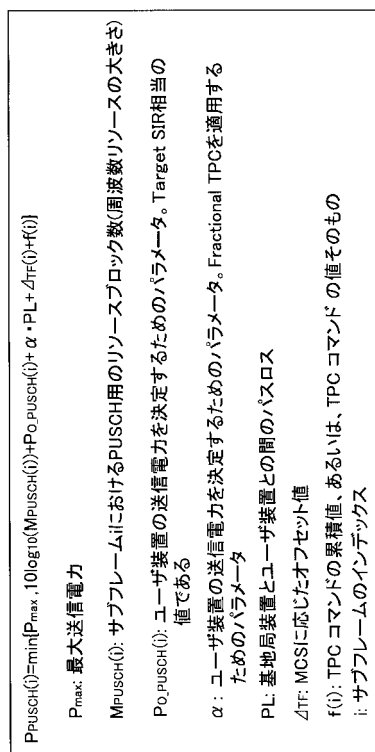 PPUSCH(i)=min{Pmax,10log10(MPUSCH(i))+PO_PUSCH(i)+α・PL+ΔTF(i)+f(i)}
Pmax: 最大送信電力
MPUSCH(i): サブフレームiにおけるPUSCH用のリソースブロック数(周波数リソースの大きさ)
PO_PUSCH(i): ユーザ装置の送信電力を決定するためのパラメータ。Target SIR相当の
値である
α: ユーザ装置の送信電力を決定するためのパラメータ。Fractional TPCを適用する
ためのパラメータ
PL: 基地局装置とユーザ装置との間のパスロス
ΔTF: MCSに応じたオフセット値
f(i): TPC コマンドの累積値、あるいは、TPC コマンド の値そのもの
i: サブフレームのインデックス